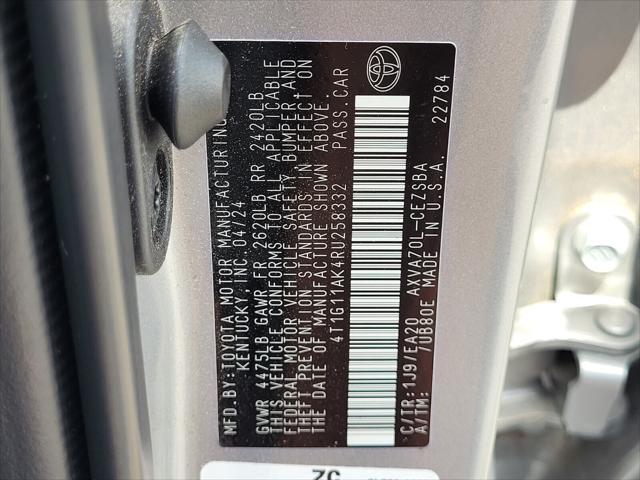 MFD.BY:TOYOTA MOTOR MANUFACTURING
KENTUCKY, INC. 04/24
GVWR 4475LB GAWR FR 2620LB RR 2420LB
THIS VEHICLE CONFORMS TO ALL APPLICABLE
FEDERAL MOTOR VEHICLE SAFETY, BUMPER AND
THEFT PREVENTION STANDARDS IN EFFECT ON
THE DATE OF MANUFACTURE SHOWN ABOVE.
4T1G11AK4RU258332 PASS.CAR
C/TR:1J9/EA20 AXVA70L-CEZSBA
A/TM: /UB80E MADE IN U.S.A. 22784